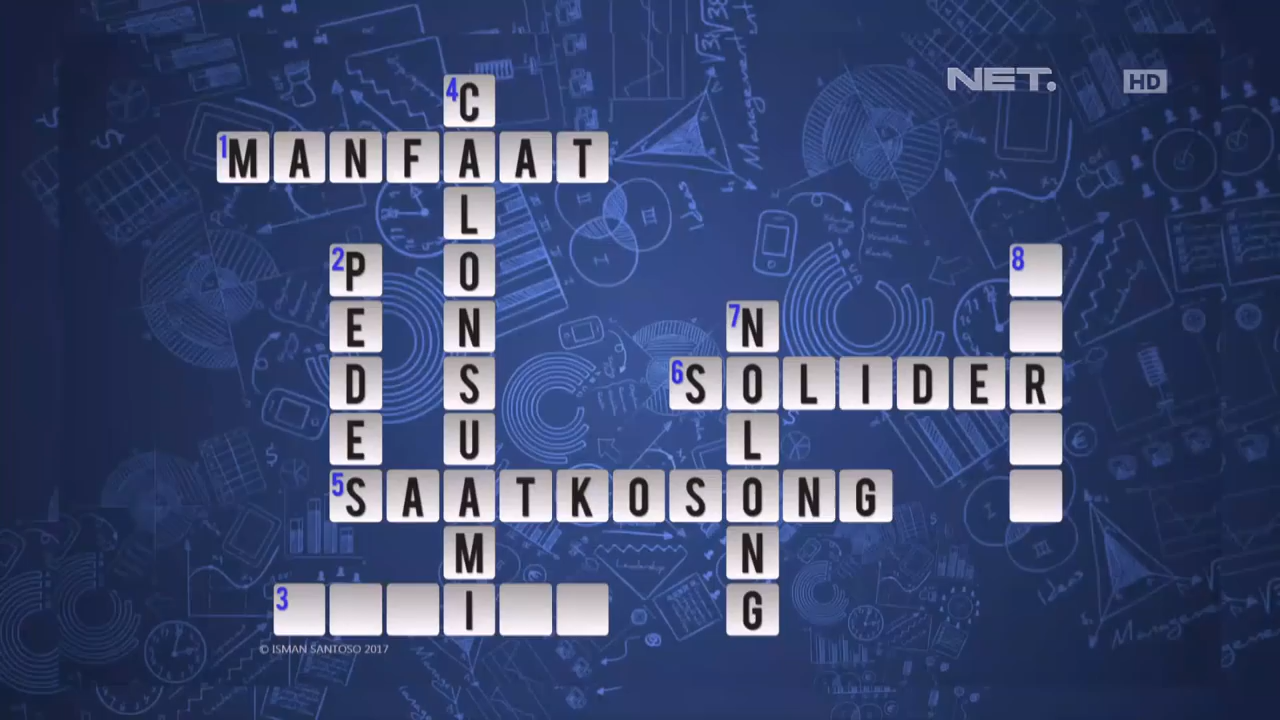 NET. HD
4 C
1 MANFAAT
L
2 P O 8
E N 7 N
D S 6 SOLIDER
E U L
5 SAATKOSONG
M N
3 I G
© ISMAN SANTOSO 2017